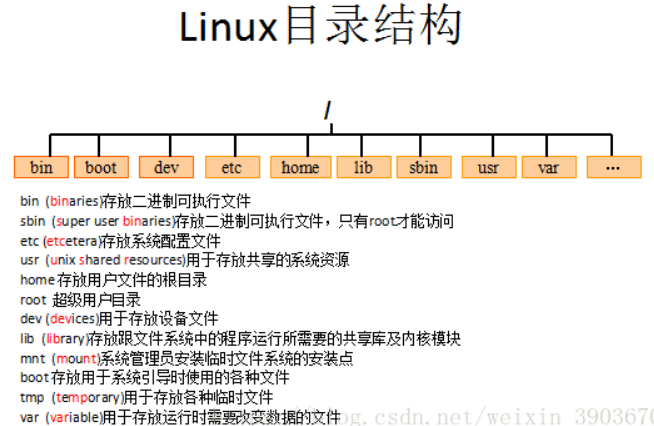 Linux目录结构
/
bin boot dev etc home lib sbin usr var ...
bin (binaries)存放二进制可执行文件
sbin (super user binaries)存放二进制可执行文件，只有root才能访问
etc (etcetera)存放系统配置文件
usr (unix shared resources)用于存放共享的系统资源
home 存放用户文件的根目录
root 超级用户目录
dev (devices)用于存放设备文件
lib (library)存放跟文件系统中的程序运行所需要的共享库及内核模块
mnt (mount)系统管理员安装临时文件系统的安装点
boot 存放用于系统引导时使用的各种文件
tmp (temporary)用于存放各种临时文件
var (variable)用于存放运行时需要改变数据的文件
blog.csdn.net/weixin_3903670